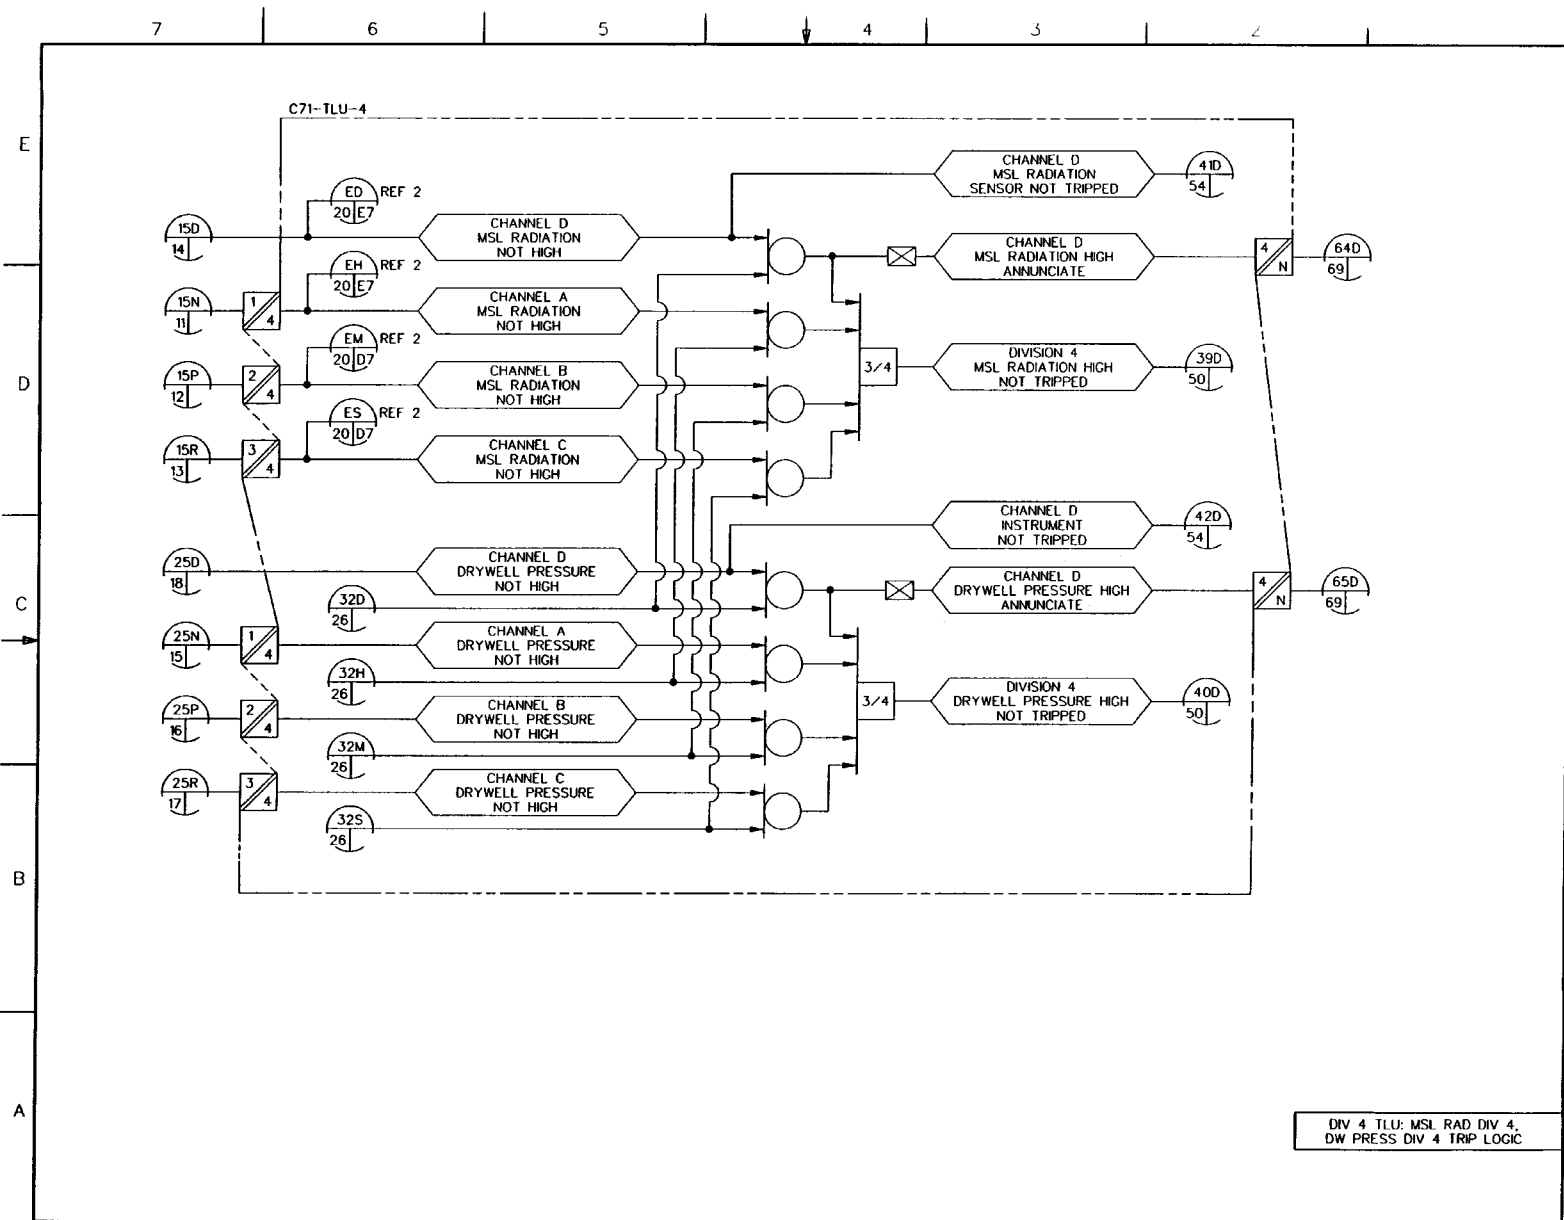 7 6 5 4 3
C71-TLU-4
E
CHANNEL D
MSL RADIATION
SENSOR NOT TRIPPED
41D
54
ED REF 2
20 E7
15D
14
CHANNEL D
MSL RADIATION
NOT HIGH
CHANNEL D
MSL RADIATION HIGH
ANNUNCIATE
4
N
64D
69
EH REF 2
20 E7
15N
11
1
4
CHANNEL A
MSL RADIATION
NOT HIGH
EM REF 2
20 D7
D
15P
12
2
4
CHANNEL B
MSL RADIATION
NOT HIGH
3/4
DIVISION 4
MSL RADIATION HIGH
NOT TRIPPED
39D
50
ES REF 2
20 D7
15R
13
3
4
CHANNEL C
MSL RADIATION
NOT HIGH
CHANNEL D
INSTRUMENT
NOT TRIPPED
42D
54
25D
18
CHANNEL D
DRYWELL PRESSURE
NOT HIGH
C
32D
26
CHANNEL D
DRYWELL PRESSURE HIGH
ANNUNCIATE
4
N
65D
69
25N
15
1
4
CHANNEL A
DRYWELL PRESSURE
NOT HIGH
32H
26
25P
16
2
4
CHANNEL B
DRYWELL PRESSURE
NOT HIGH
3/4
DIVISION 4
DRYWELL PRESSURE HIGH
NOT TRIPPED
40D
50
32M
26
25R
17
3
4
CHANNEL C
DRYWELL PRESSURE
NOT HIGH
32S
26
B
A
DIV 4 TLU: MSL RAD DIV 4,
DW PRESS DIV 4 TRIP LOGIC